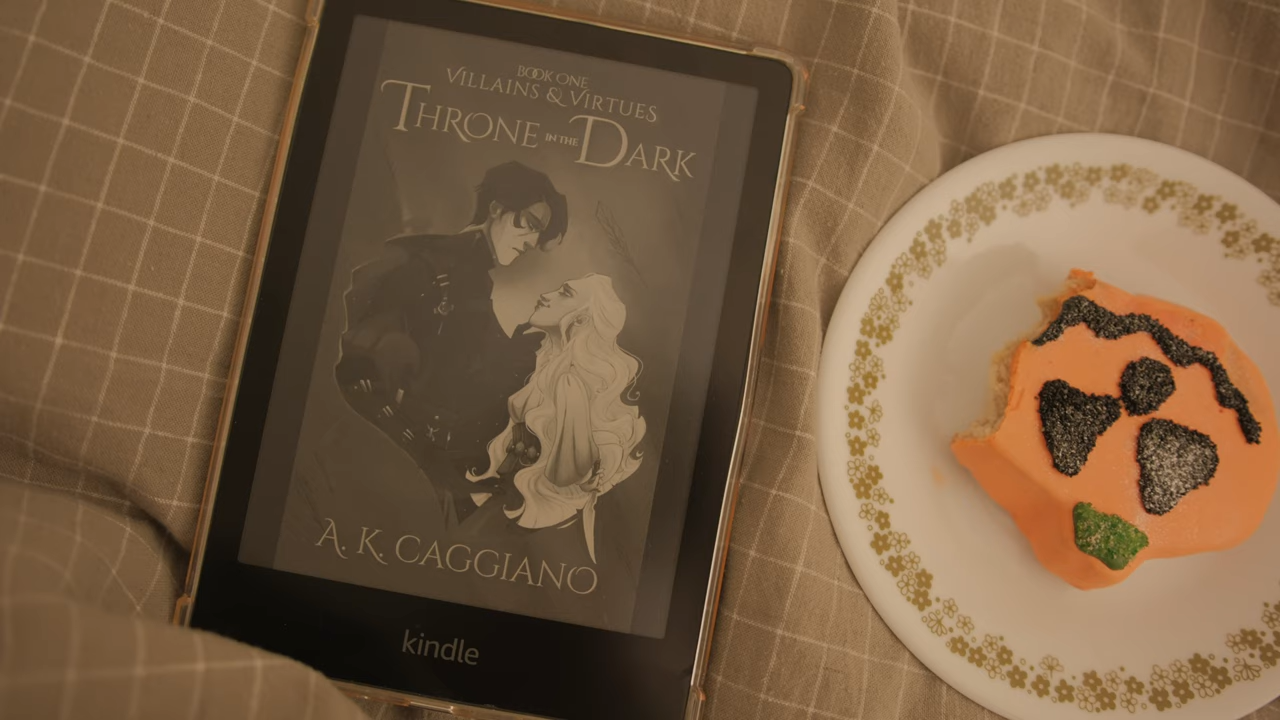 BOOK ONE
VILLAINS & VIRTUES
THRONE IN THE DARK
A. K. CAGGIANO
kindle